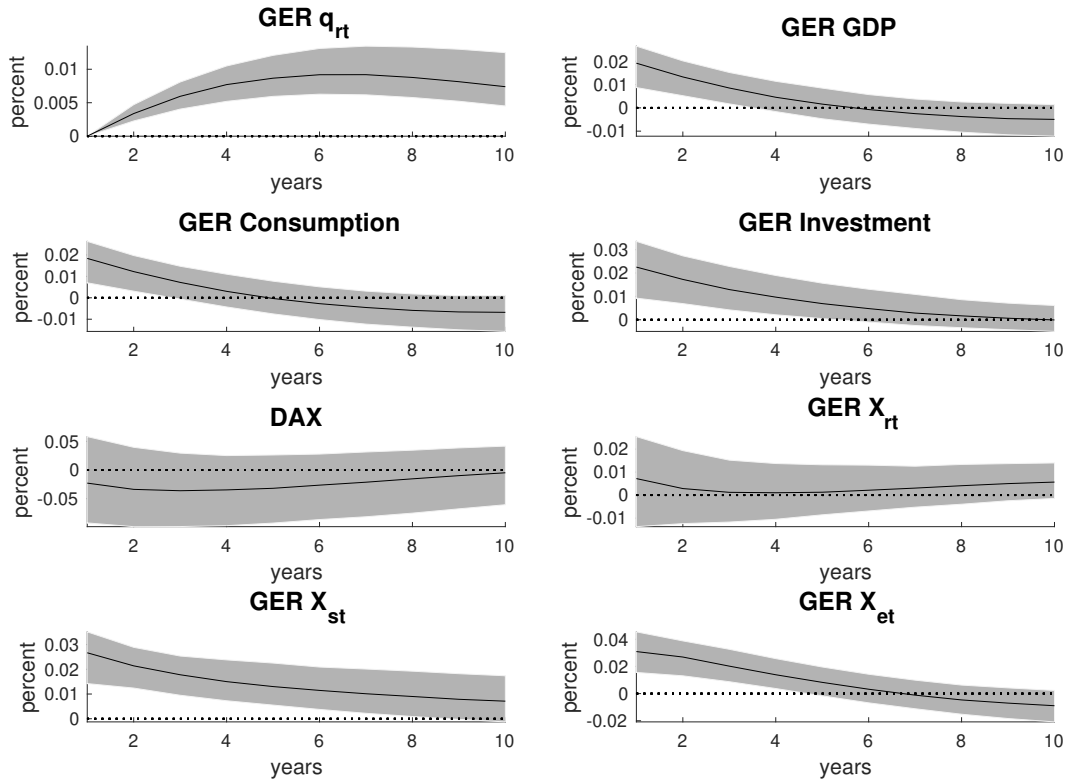 GER q_rt
percent
0.01
0.005
0
2 4 6 8 10
years
GER GDP
percent
0.02
0.01
0
-0.01
2 4 6 8 10
years
GER Consumption
percent
0.02
0.01
0
-0.01
2 4 6 8 10
years
GER Investment
percent
0.03
0.02
0.01
0
2 4 6 8 10
years
DAX
percent
0.05
0
-0.05
2 4 6 8 10
years
GER X_rt
percent
0.02
0.01
0
-0.01
2 4 6 8 10
years
GER X_st
percent
0.03
0.02
0.01
0
2 4 6 8 10
years
GER X_et
percent
0.04
0.02
0
-0.02
2 4 6 8 10
years